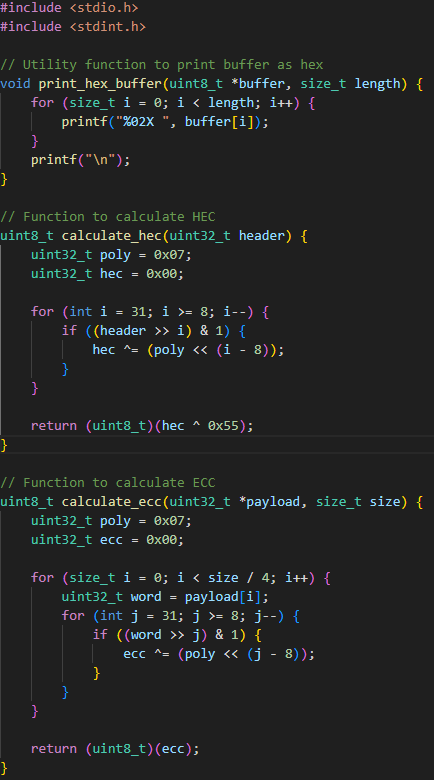 #include <stdio.h>
#include <stdint.h>

// Utility function to print buffer as hex
void print_hex_buffer(uint8_t *buffer, size_t length) {
    for (size_t i = 0; i < length; i++) {
        printf("%02X ", buffer[i]);
    }
    printf("\n");
}

// Function to calculate HEC
uint8_t calculate_hec(uint32_t header) {
    uint32_t poly = 0x07;
    uint32_t hec = 0x00;

    for (int i = 31; i >= 8; i--) {
        if ((header >> i) & 1) {
            hec ^= (poly << (i - 8));
        }
    }

    return (uint8_t)(hec ^ 0x55);
}

// Function to calculate ECC
uint8_t calculate_ecc(uint32_t *payload, size_t size) {
    uint32_t poly = 0x07;
    uint32_t ecc = 0x00;

    for (size_t i = 0; i < size / 4; i++) {
        uint32_t word = payload[i];
        for (int j = 31; j >= 8; j--) {
            if ((word >> j) & 1) {
                ecc ^= (poly << (j - 8));
            }
        }
    }

    return (uint8_t)(ecc);
}